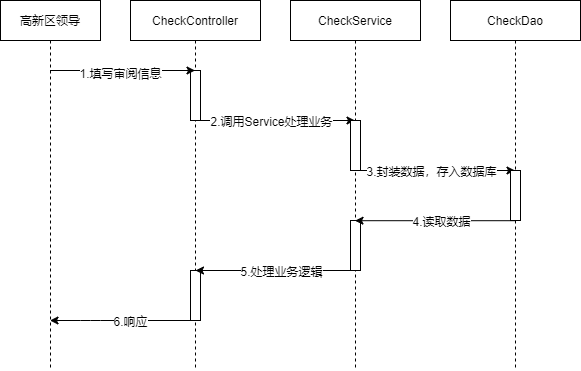 高新区领导
CheckController
CheckService
CheckDao
1.填写审阅信息
2.调用Service处理业务
3.封装数据，存入数据库
4.读取数据
5.处理业务逻辑
6.响应